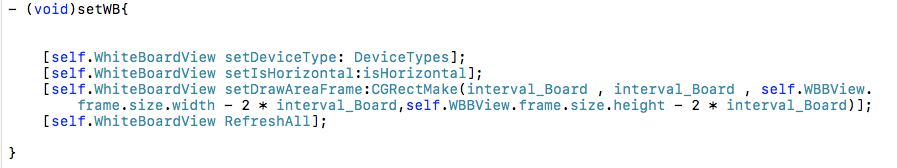 - (void)setWB{
[self.WhiteBoardView setDeviceType: DeviceTypes];
[self.WhiteBoardView setIsHorizontal:isHorizontal];
[self.WhiteBoardView setDrawAreaFrame:CGRectMake(interval_Board , interval_Board , self.WBBView.
frame.size.width - 2 * interval_Board,self.WBBView.frame.size.height - 2 * interval_Board)];
[self.WhiteBoardView RefreshAll];
}